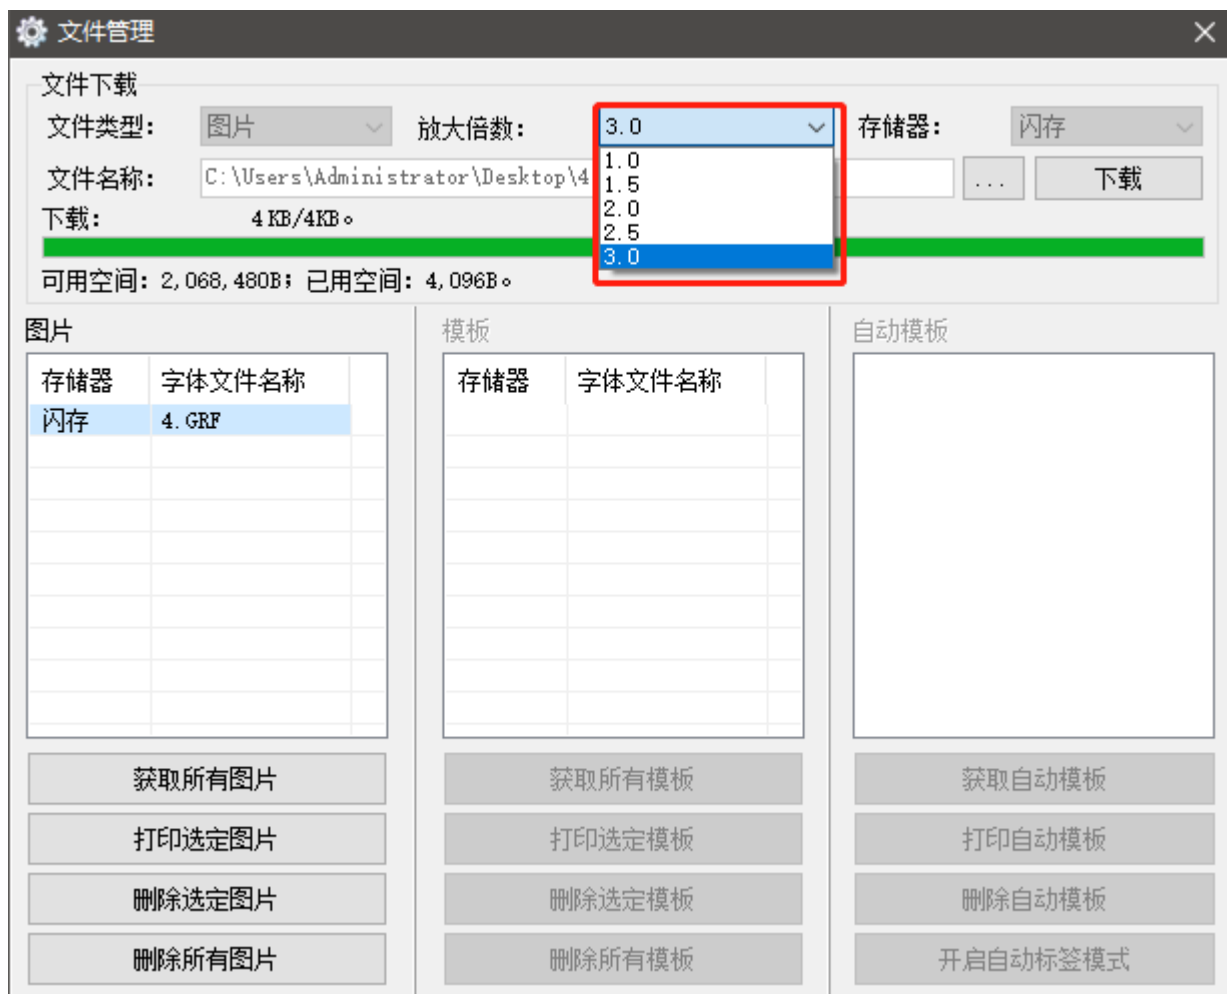 文件管理
文件下载
文件类型： 图片 放大倍数： 3.0 存储器： 闪存
1.0
文件名称： C:\Users\Administrator\Desktop\4 1.5 ... 下载
2.0
下载： 4 KB/4KB。
2.5
3.0
可用空间：2,068,480B；已用空间：4,096B。
图片 模板 自动模板
存储器 字体文件名称 存储器 字体文件名称
闪存 4.GRF
获取所有图片 获取所有模板 获取自动模板
打印选定图片 打印选定模板 打印自动模板
删除选定图片 删除选定模板 删除自动模板
删除所有图片 删除所有模板 开启自动标签模式